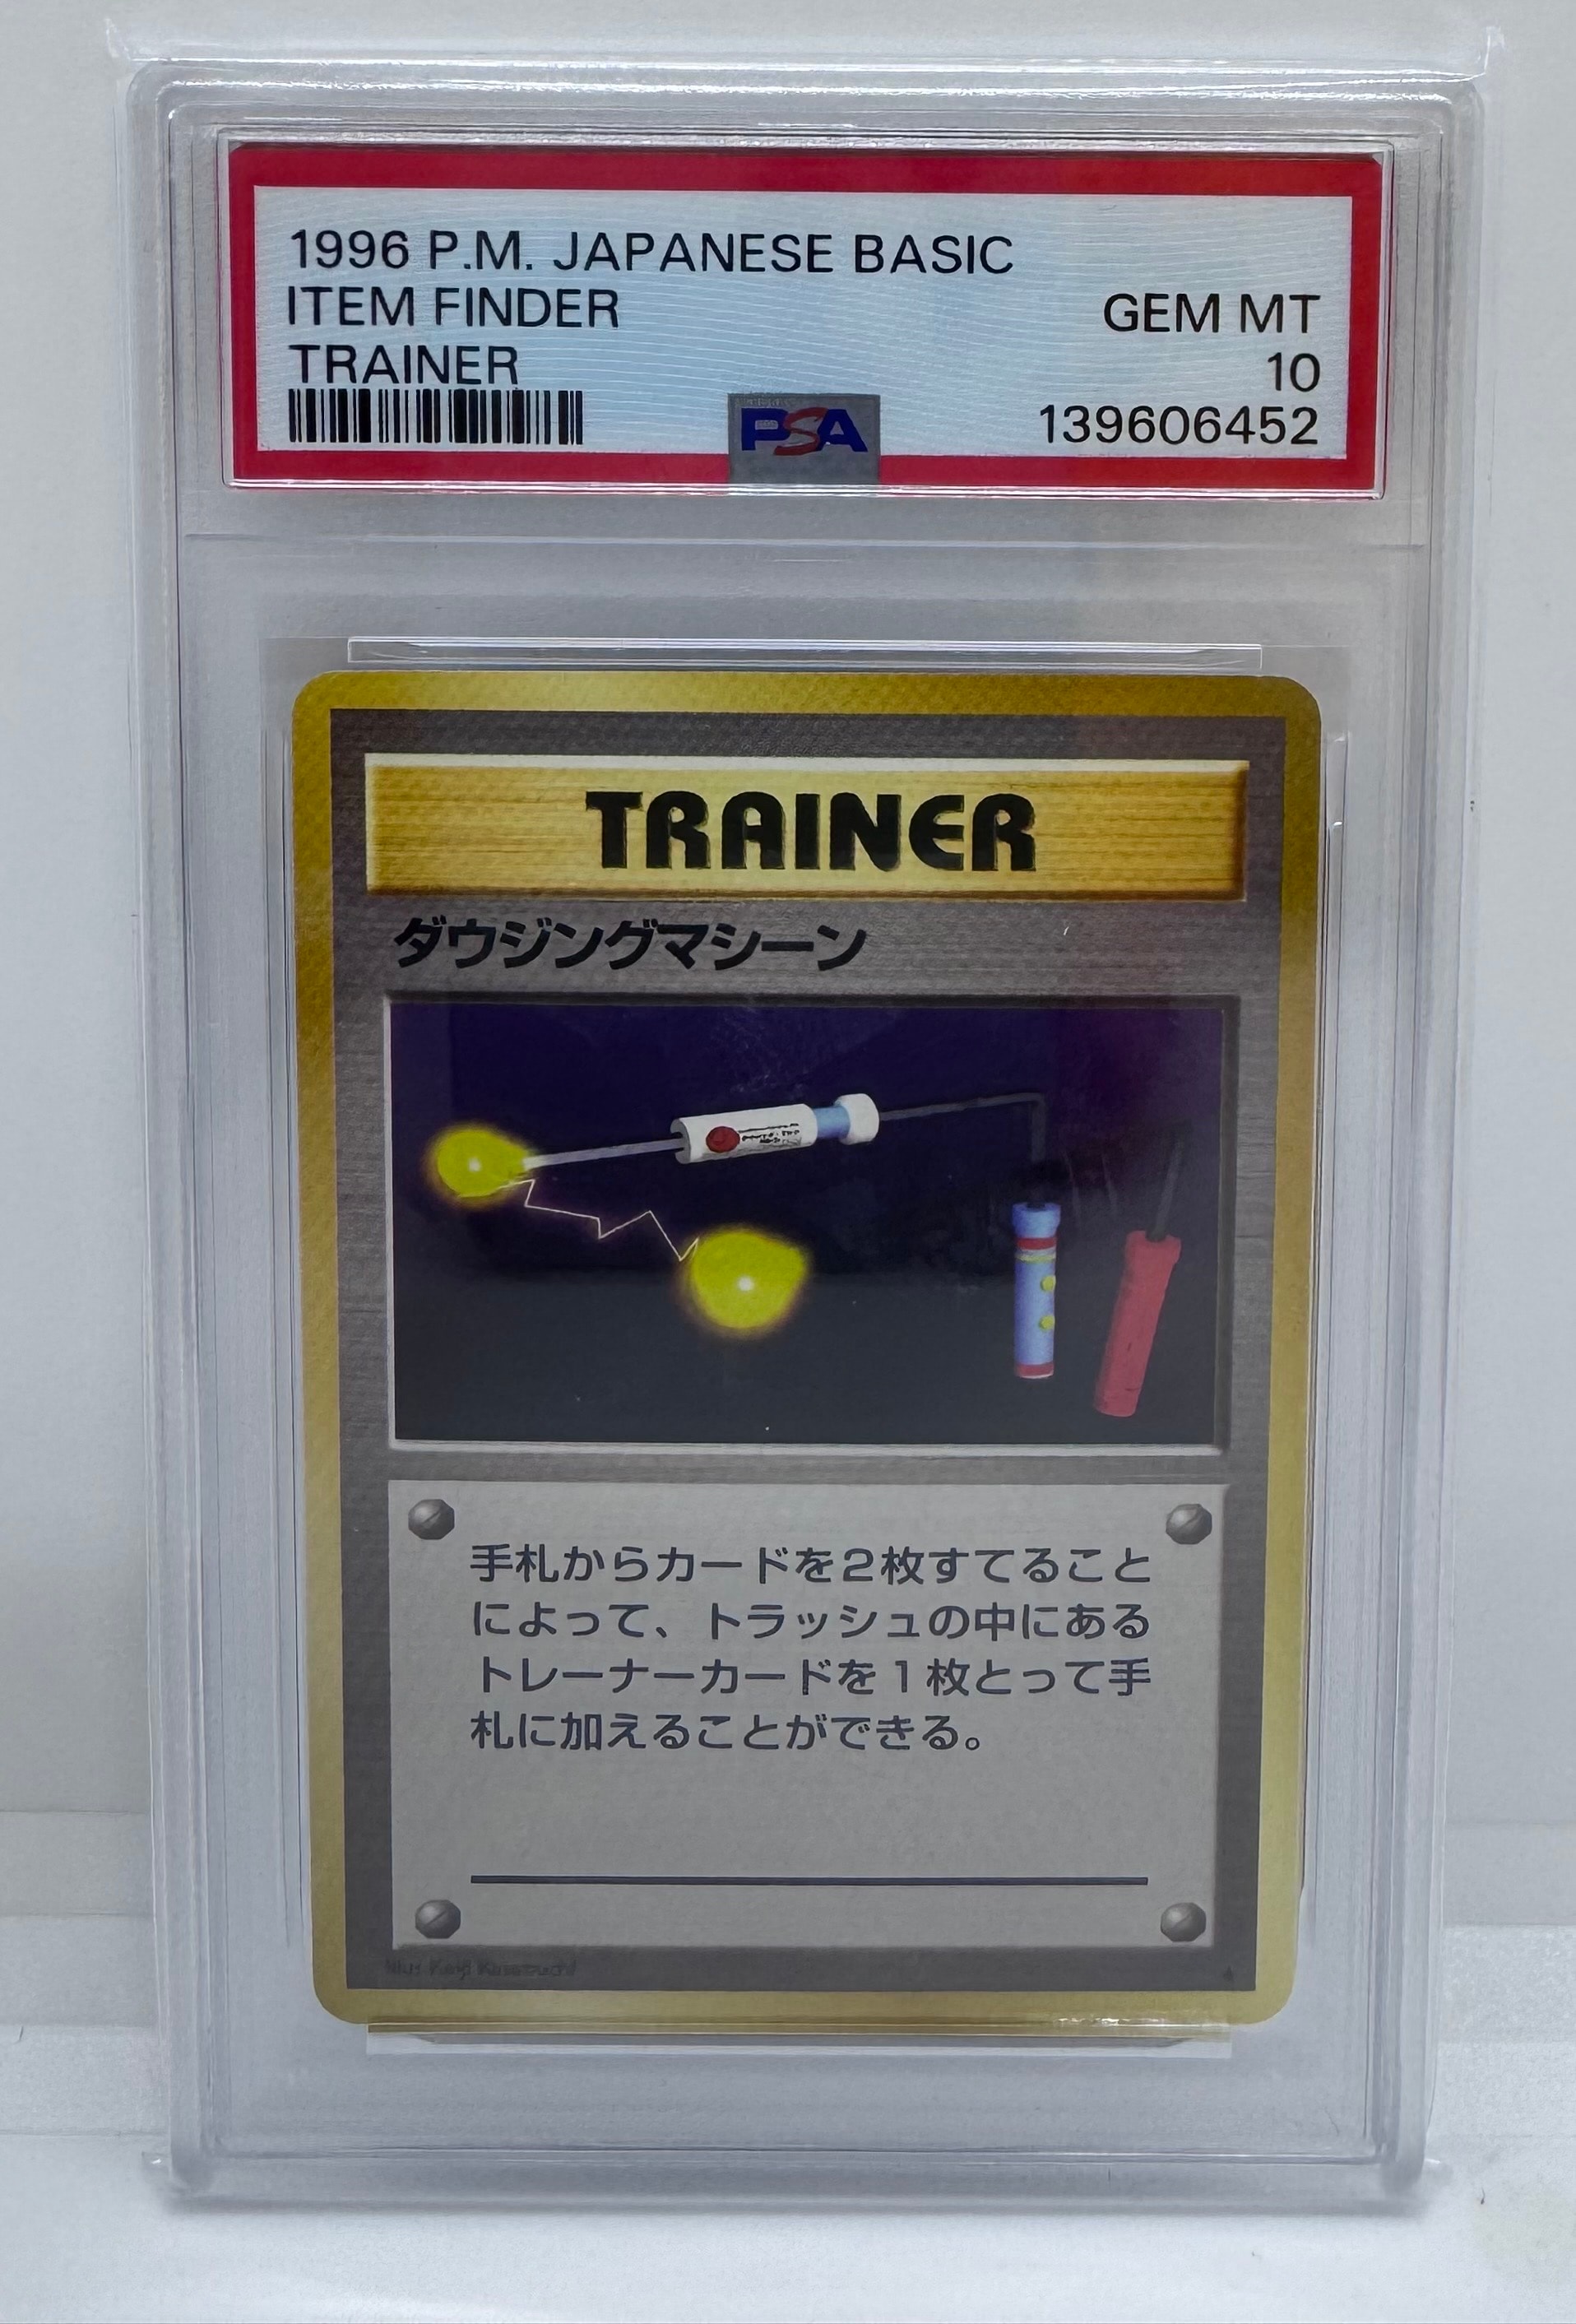 1996 P.M. JAPANESE BASIC
ITEM FINDER
GEM MT
TRAINER
10
PSA
139606452
TRAINER
ダウジングマシーン
手札からカードを2枚すてること
によって、トラッシュの中にある
トレーナーカードを1枚とって手
札に加えることができる。